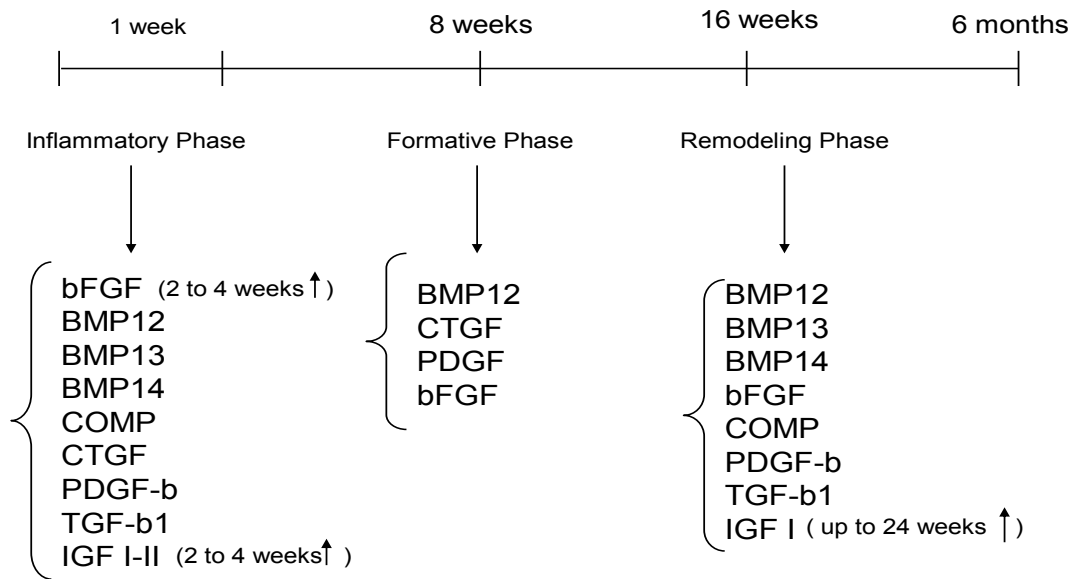 1 week 8 weeks 16 weeks 6 months
Inflammatory Phase Formative Phase Remodeling Phase
bFGF (2 to 4 weeks ↑)
BMP12
BMP13
BMP14
COMP
CTGF
PDGF-b
TGF-b1
IGF I-II (2 to 4 weeks↑)
BMP12
CTGF
PDGF
bFGF
BMP12
BMP13
BMP14
bFGF
COMP
PDGF-b
TGF-b1
IGF I ( up to 24 weeks ↑)